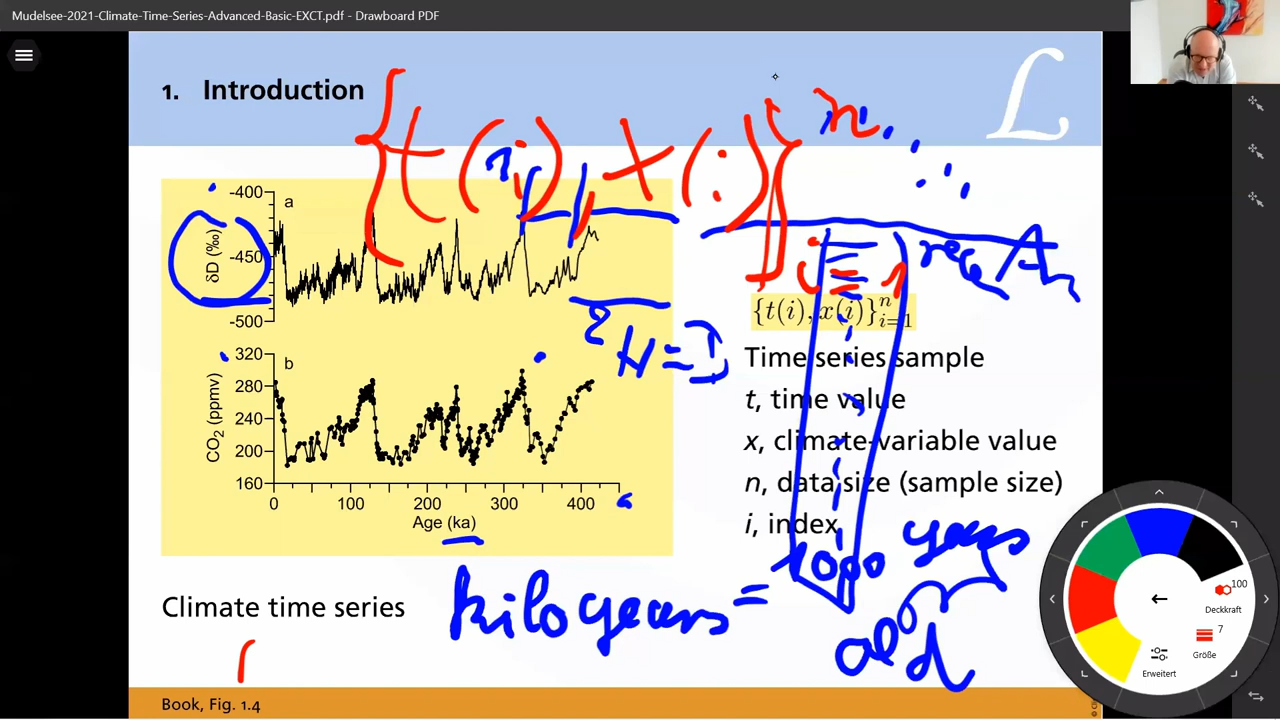 Mudelsee-2021-Climate-Time-Series-Advanced-Basic-EXCT.pdf - Drawboard PDF
1. Introduction
L
{t(i), x(i)}
n
i = 1
a
-400
-450
-500
δD (‰)
²H = D
b
320
280
240
200
160
CO₂ (ppmv)
0 100 200 300 400
Age (ka)
{t(i), x(i)}ⁿᵢ₌₁
Time series sample
t, time value
x, climate-variable value
n, data size (sample size)
i, index
kilo years = 1000 years
old
Climate time series
Book, Fig. 1.4
100
Deckkraft
7
Größe
Erweitert